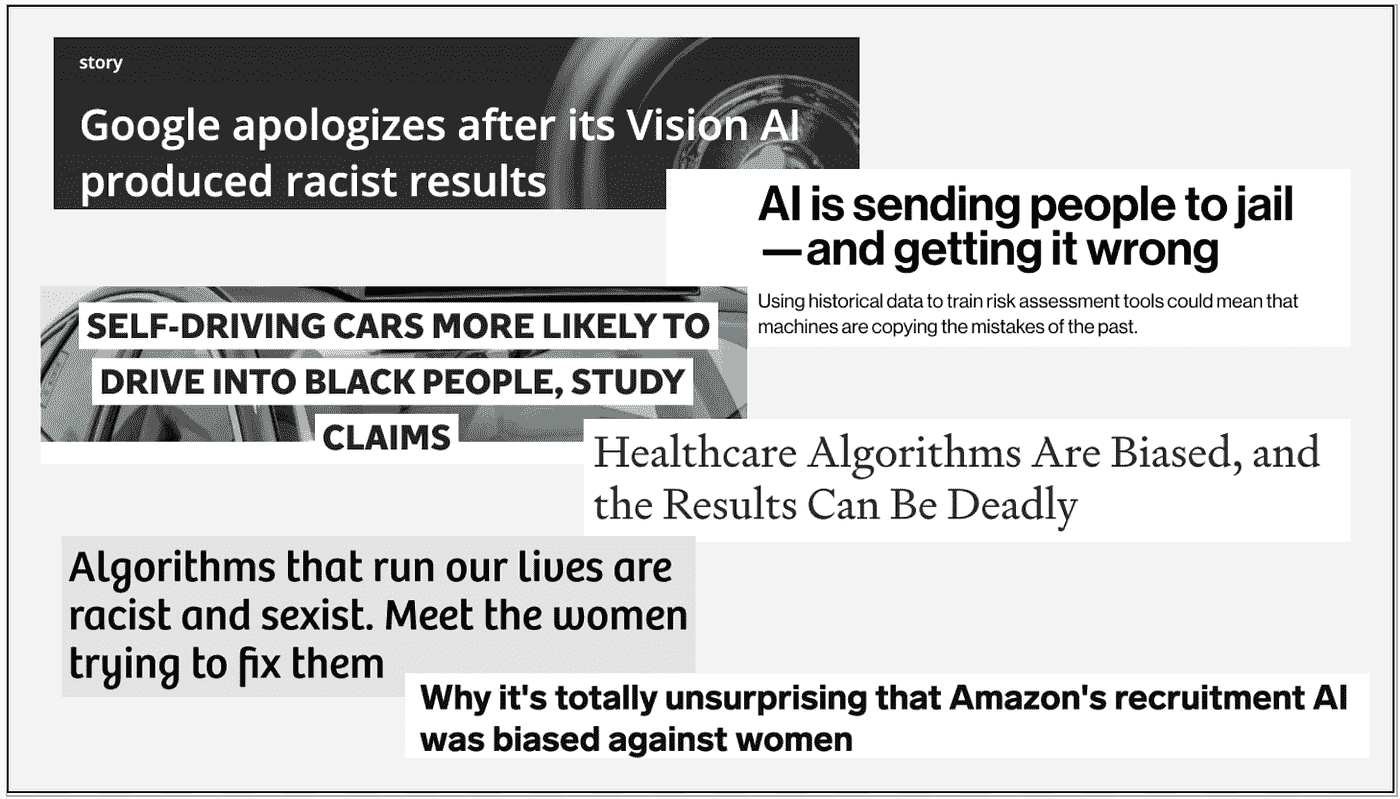 story
Google apologizes after its Vision AI
produced racist results
AI is sending people to jail
—and getting it wrong
Using historical data to train risk assessment tools could mean that
machines are copying the mistakes of the past.
SELF-DRIVING CARS MORE LIKELY TO
DRIVE INTO BLACK PEOPLE, STUDY
CLAIMS
Healthcare Algorithms Are Biased, and
the Results Can Be Deadly
Algorithms that run our lives are
racist and sexist. Meet the women
trying to fix them
Why it's totally unsurprising that Amazon's recruitment AI
was biased against women